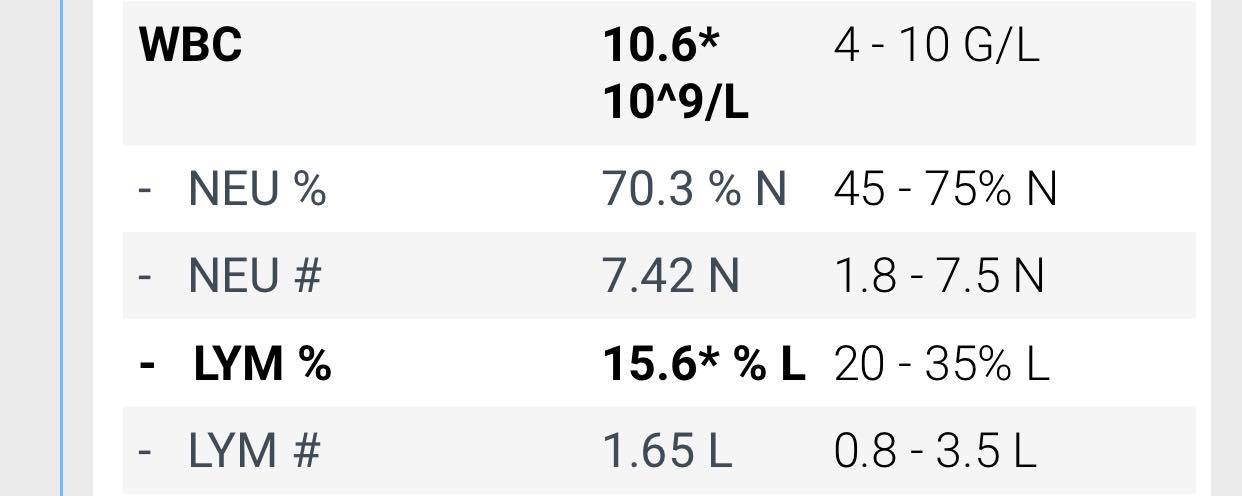 WBC 10.6* 4 - 10 G/L
10^9/L
- NEU % 70.3 % N 45 - 75% N
- NEU # 7.42 N 1.8 - 7.5 N
- LYM % 15.6* % L 20 - 35% L
- LYM # 1.65 L 0.8 - 3.5 L